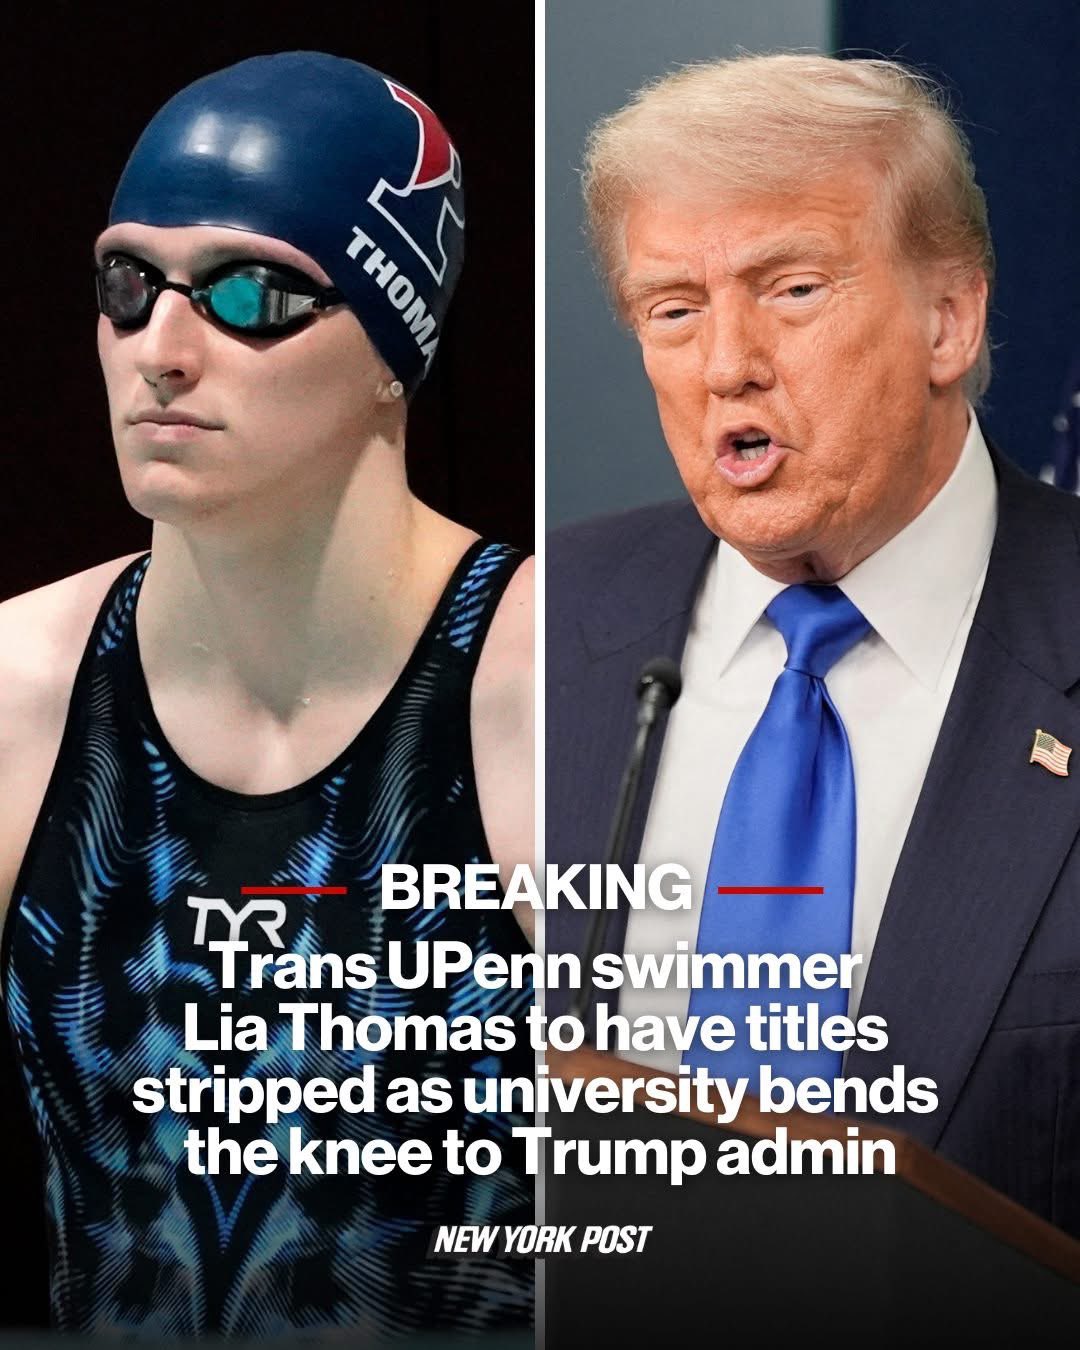 THOMA
TYR
BREAKING
Trans UPenn swimmer
Lia Thomas to have titles
stripped as university bends
the knee to Trump admin
NEW YORK POST